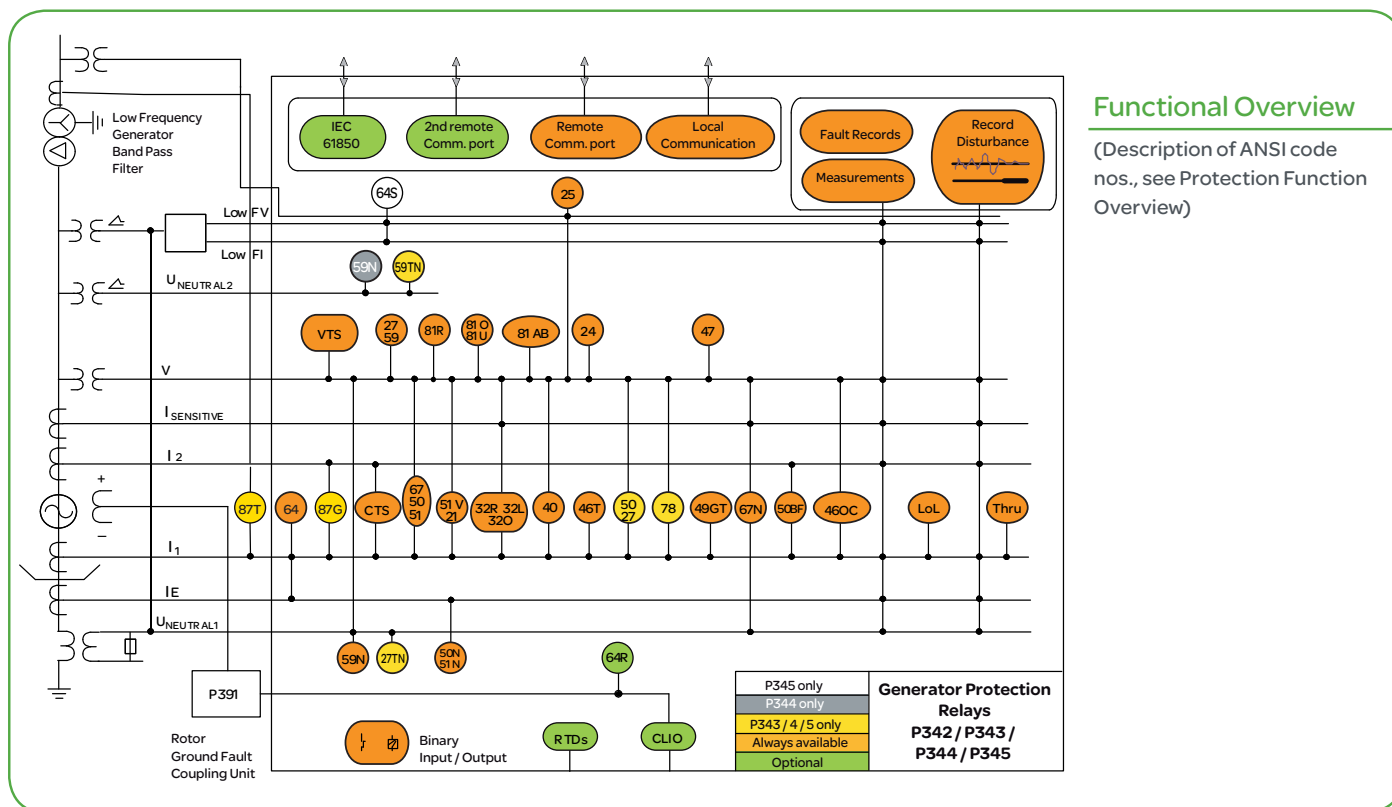 Low Frequency
Generator
Band Pass
Filter
IEC
61850
2nd remote
Comm. port
Remote
Comm. port
Local
Communication
Fault Records
Measurements
Record
Disturbance
Functional Overview
(Description of ANSI code
nos., see Protection Function
Overview)
64S
25
Low FV
Low FI
59N
59TN
UNEUTRAL2
VTS
27
59
81R
81 O
81 U
81 AB
24
47
V
ISENSITIVE
I2
+
−
87T
64
87G
CTS
67
50
51
51 V
21
32R 32L
32O
40
46T
50
27
78
49GT
67N
50BF
46OC
LoL
Thru
I1
IE
UNEUTRAL1
59N
27TN
50N
51 N
64R
P391
Rotor
Ground Fault
Coupling Unit
Binary
Input / Output
RTDs
CLIO
P345 only
P344 only
P343 / 4 / 5 only
Always available
Optional
Generator Protection
Relays
P342 / P343 /
P344 / P345